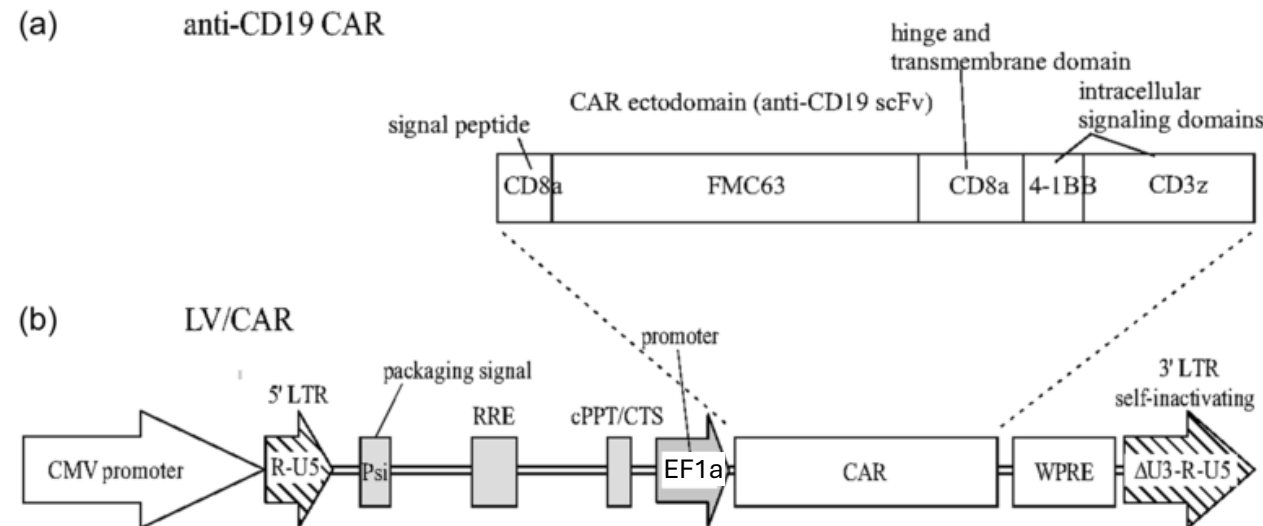 (a) anti-CD19 CAR
hinge and
transmembrane domain
CAR ectodomain (anti-CD19 scFv)
intracellular
signaling domains
signal peptide
CD8a FMC63 CD8a 4-1BB CD3z
(b) LV/CAR
promoter
packaging signal
5' LTR
RRE
cPPT/CTS
3' LTR
self-inactivating
CMV promoter R-U5 Psi EF1a CAR WPRE ΔU3-R-U5